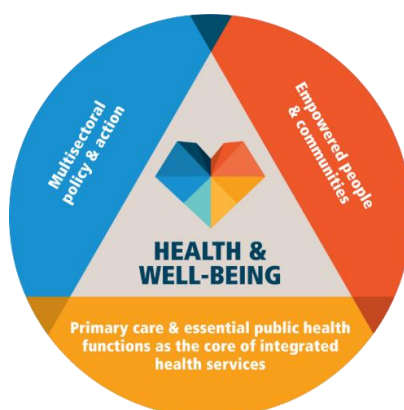 Multisectoral
policy & action
Empowered people
& communities
HEALTH &
WELL-BEING
Primary care & essential public health
functions as the core of integrated
health services